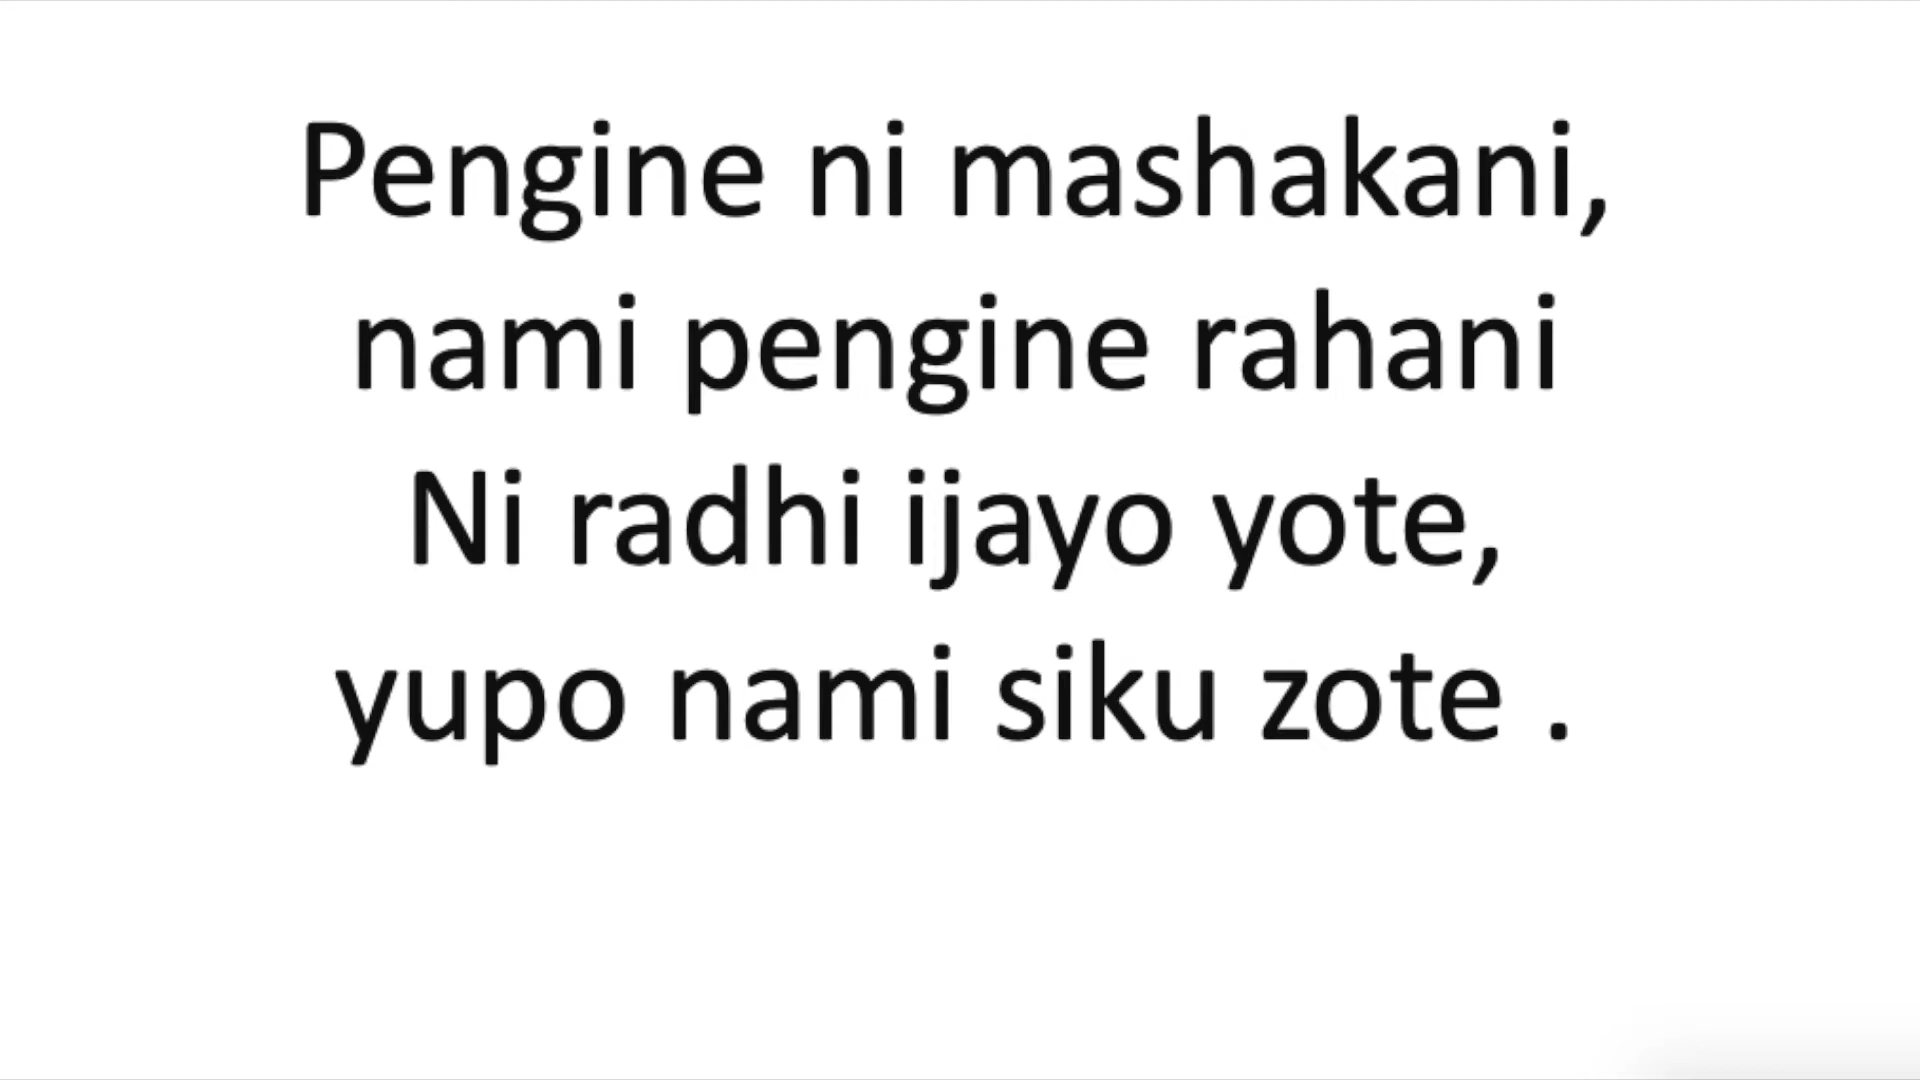 Pengine ni mashakani,
nami pengine rahani
Ni radhi ijayo yote,
yupo nami siku zote .